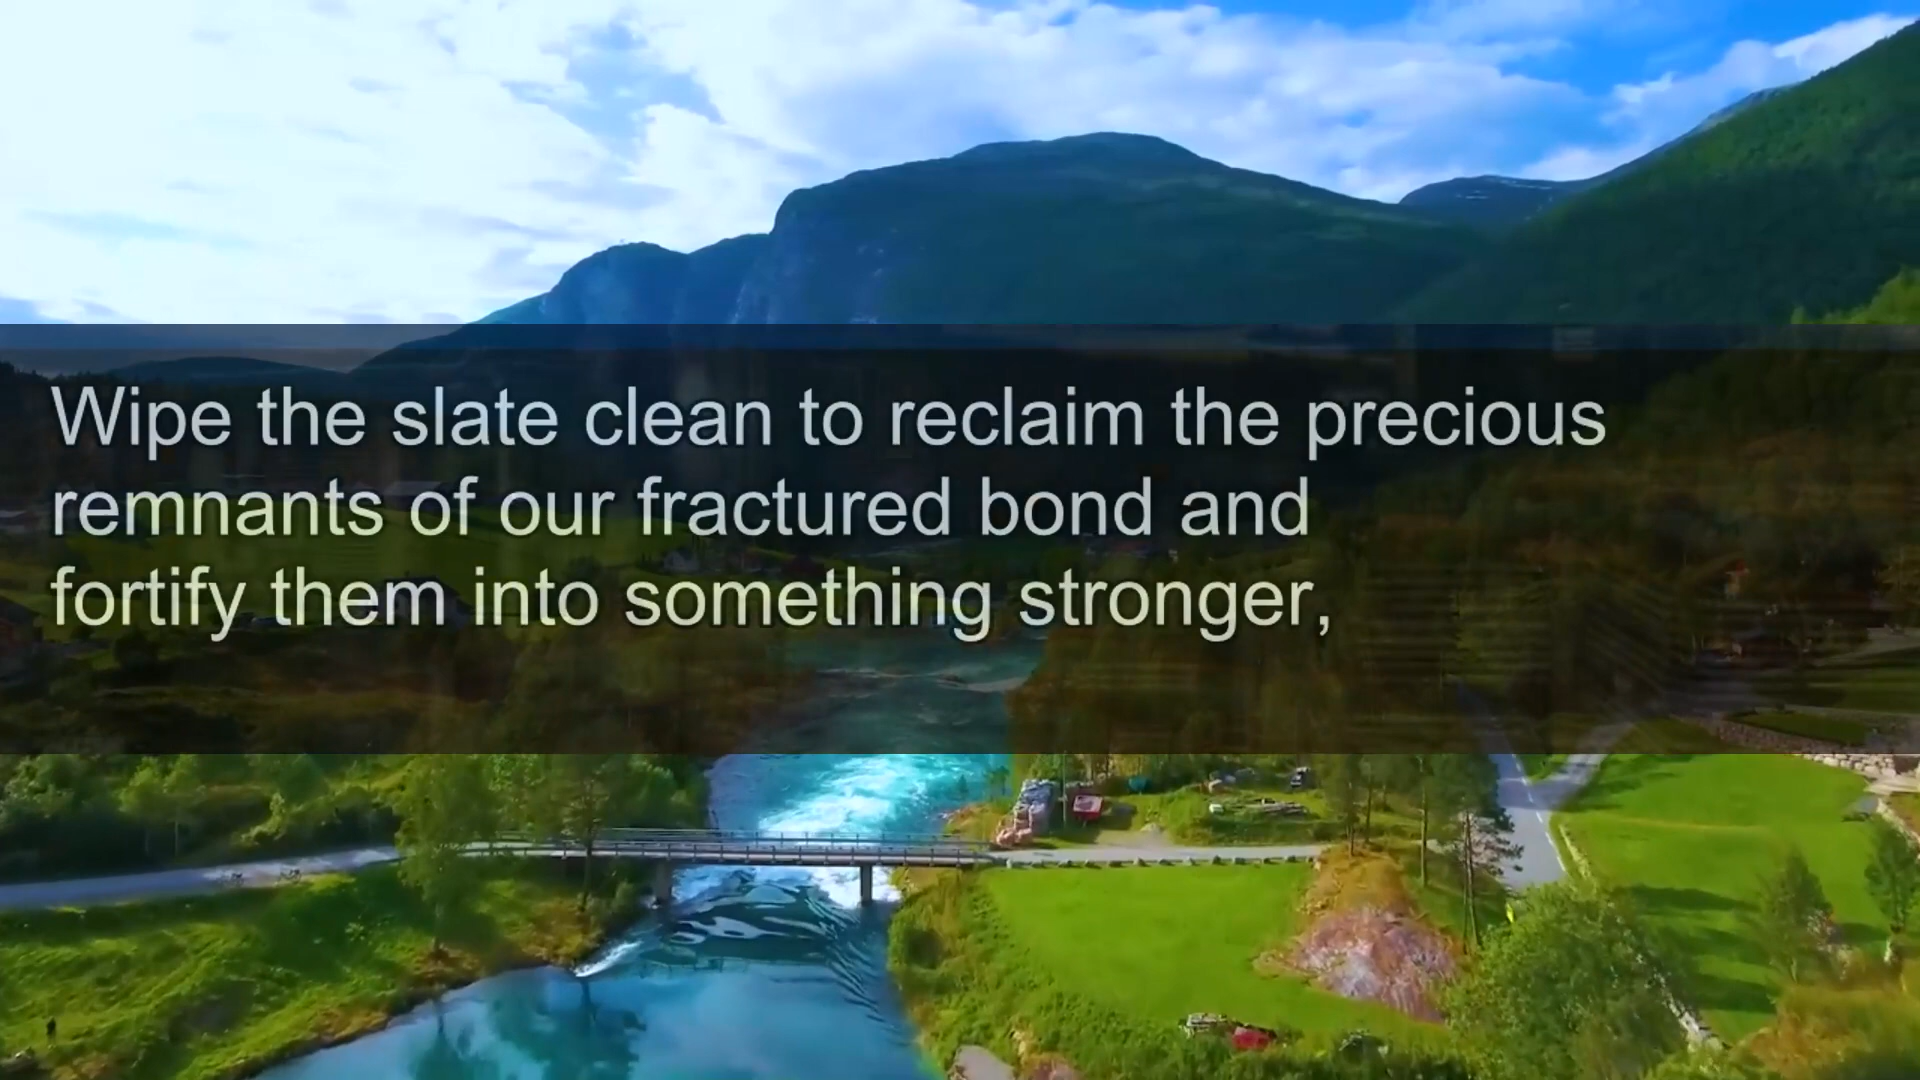 Wipe the slate clean to reclaim the precious
remnants of our fractured bond and
fortify them into something stronger,